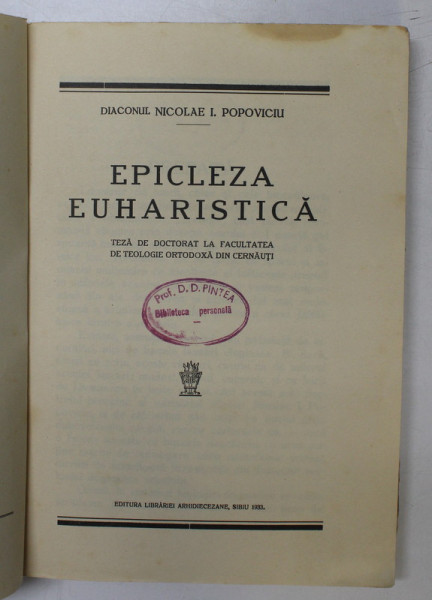 DIACONUL NICOLAE I. POPOVICIU
EPICLEZA
EUHARISTICĂ
TEZĂ DE DOCTORAT LA FACULTATEA
DE TEOLOGIE ORTODOXĂ DIN CERNĂUȚI
Prof. D. D. PINTEA
Biblioteca personală
EDITURA LIBRĂRIEI ARHIDIECEZANE, SIBIU 1933.